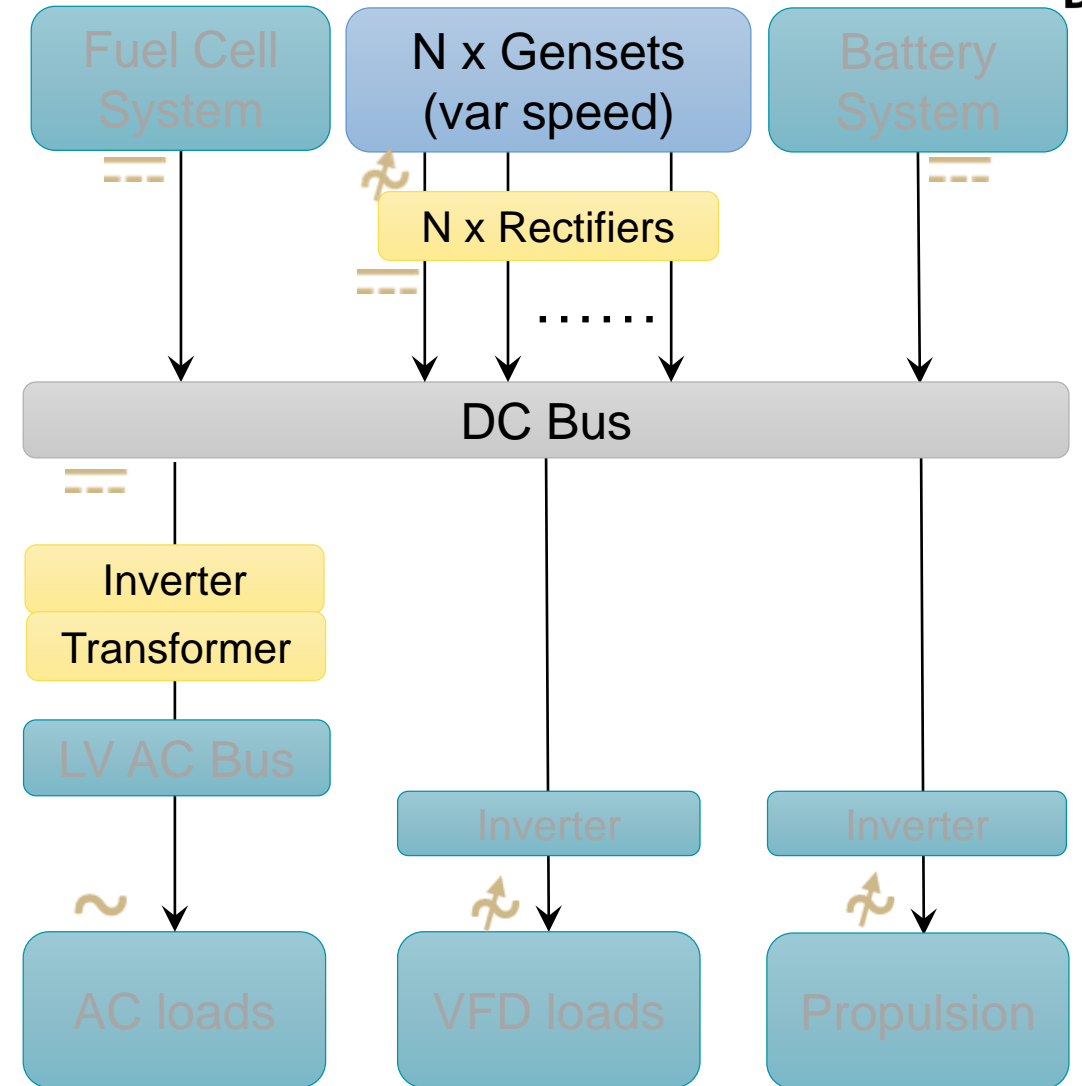 Fuel Cell
System
N x Gensets
(var speed)
Battery
System
N x Rectifiers
......
DC Bus
Inverter
Transformer
LV AC Bus
Inverter
Inverter
AC loads
VFD loads
Propulsion